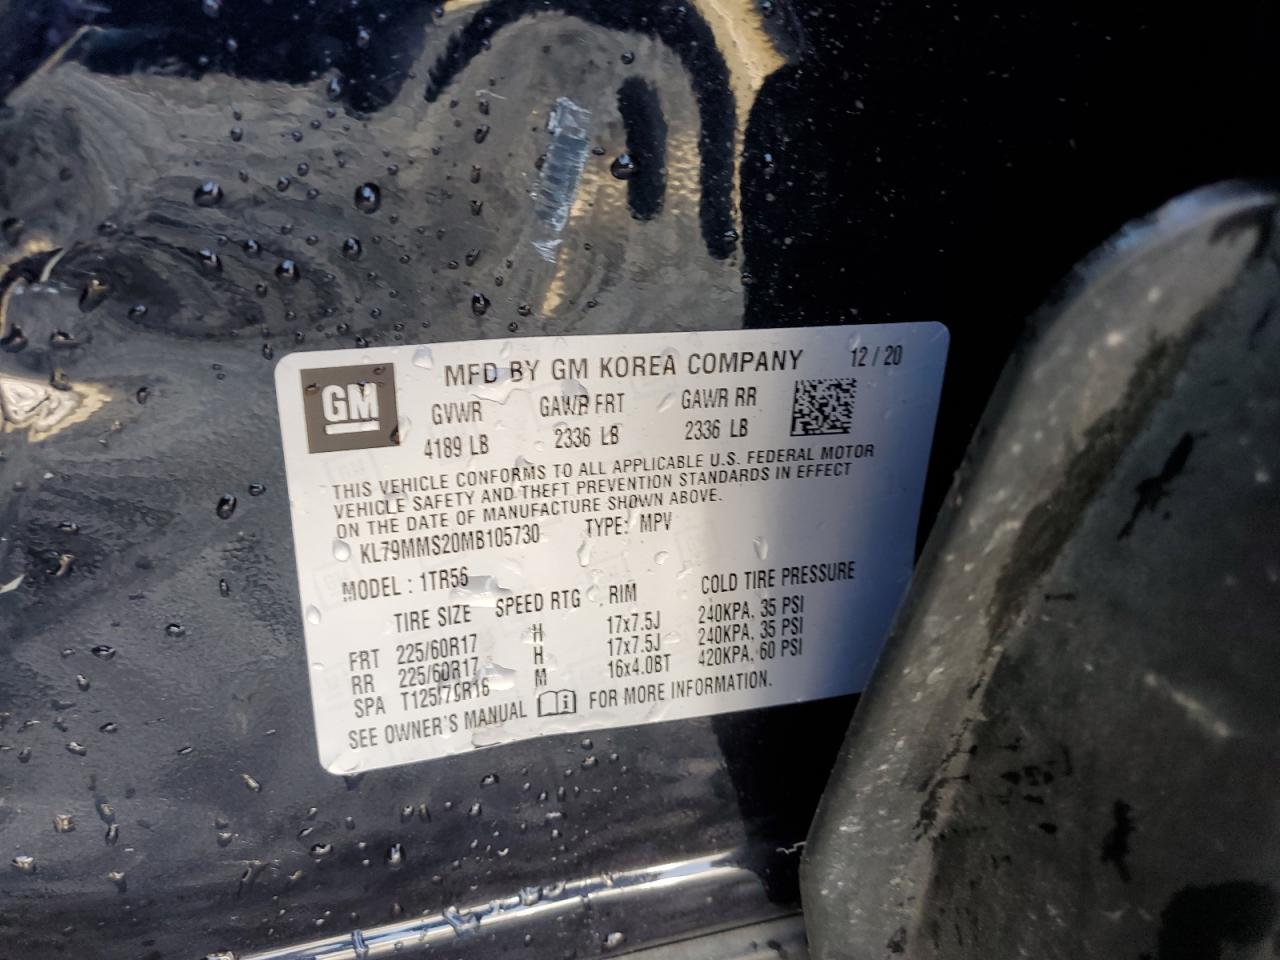 GM
MFD BY GM KOREA COMPANY 12 / 20
GVWR GAWR FRT GAWR RR
4189 LB 2336 LB 2336 LB
THIS VEHICLE CONFORMS TO ALL APPLICABLE U.S. FEDERAL MOTOR
VEHICLE SAFETY AND THEFT PREVENTION STANDARDS IN EFFECT
ON THE DATE OF MANUFACTURE SHOWN ABOVE.
KL79MMS20MB105730 TYPE: MPV
MODEL : 1TR56
TIRE SIZE SPEED RTG RIM COLD TIRE PRESSURE
FRT 225/60R17 H 17x7.5J 240KPA, 35 PSI
RR 225/60R17 H 17x7.5J 240KPA, 35 PSI
SPA T125/70R16 M 16x4.0BT 420KPA, 60 PSI
SEE OWNER'S MANUAL i FOR MORE INFORMATION.